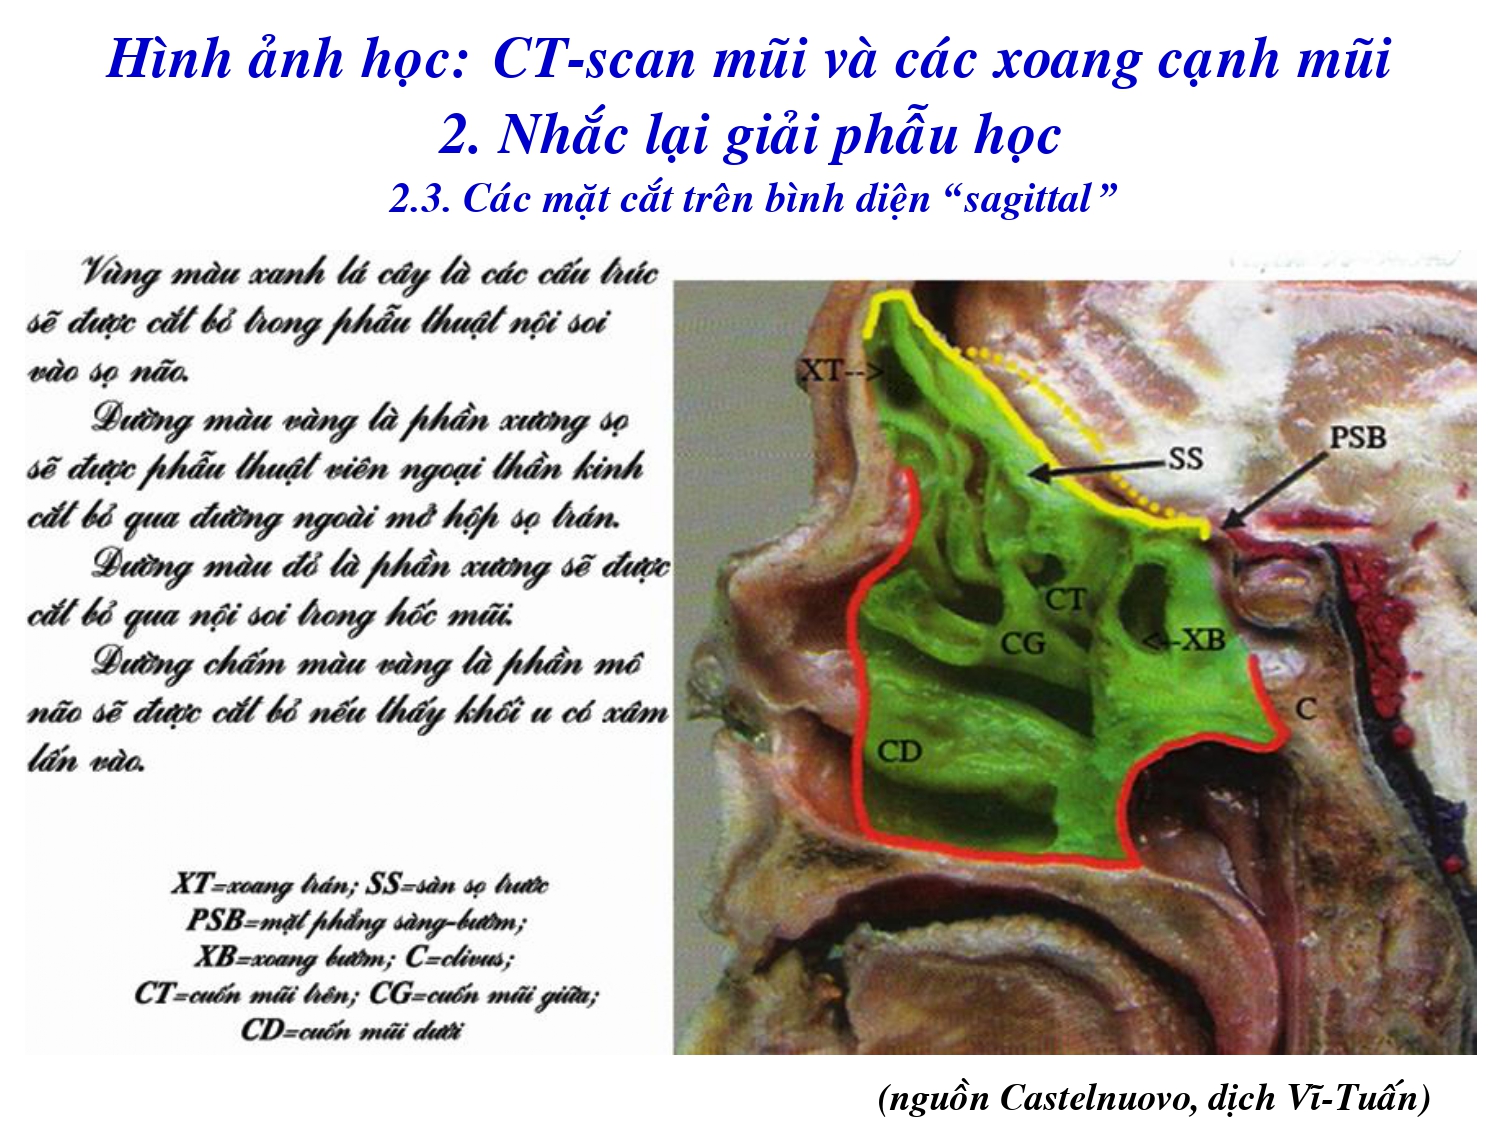 Hình ảnh học: CT-scan mũi và các xoang cạnh mũi
2. Nhắc lại giải phẫu học
2.3. Các mặt cắt trên bình diện “sagittal”
Vùng màu xanh lá cây là các cấu trúc
sẽ được cắt bỏ trong phẫu thuật nội soi
vào sọ não.
Đường màu vàng là phần xương sọ
sẽ được phẫu thuật viên ngoại thần kinh
cắt bỏ qua đường ngoài mở hộp sọ trán.
Đường màu đỏ là phần xương sẽ được
cắt bỏ qua nội soi trong hốc mũi.
Đường chấm màu vàng là phần mô
não sẽ được cắt bỏ nếu thấy khối u có xâm
lấn vào.
XT=xoang trán; SS=sàn sọ trước
PSB=mặt phẳng sàng-bướm;
XB=xoang bướm; C=clivus;
CT=cuốn mũi trên; CG=cuốn mũi giữa;
CD=cuốn mũi dưới
XT-->
SS
PSB
CT
CG
<--XB
C
CD
(nguồn Castelnuovo, dịch Vĩ-Tuấn)